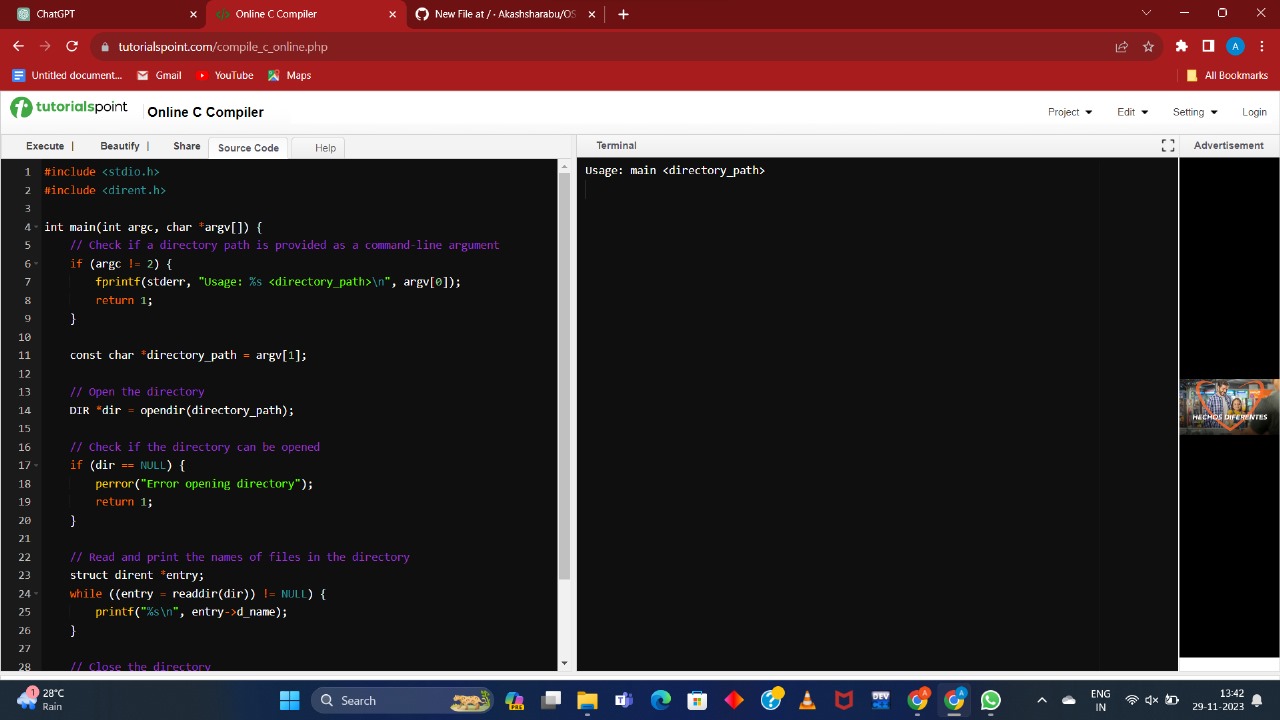 ChatGPT
Online C Compiler
New File at / · Akashsharabu/OS
tutorialspoint.com/compile_c_online.php
A
Untitled document...
Gmail
YouTube
Maps
All Bookmarks
tutorialspoint
Online C Compiler
Project
Edit
Setting
Login
Execute |
Beautify |
Share
Source Code
Help
Terminal
Advertisement
1 #include <stdio.h>
2 #include <dirent.h>
3
4 int main(int argc, char *argv[]) {
5 // Check if a directory path is provided as a command-line argument
6 if (argc != 2) {
7 fprintf(stderr, "Usage: %s <directory_path>\n", argv[0]);
8 return 1;
9 }
10
11 const char *directory_path = argv[1];
12
13 // Open the directory
14 DIR *dir = opendir(directory_path);
15
16 // Check if the directory can be opened
17 if (dir == NULL) {
18 perror("Error opening directory");
19 return 1;
20 }
21
22 // Read and print the names of files in the directory
23 struct dirent *entry;
24 while ((entry = readdir(dir)) != NULL) {
25 printf("%s\n", entry->d_name);
26 }
27
28 // Close the directory
Usage: main <directory_path>
HECHOS DIFERENTES
1
28°C
Rain
Search
PRE
DEV
A
A
ENG
IN
13:42
29-11-2023